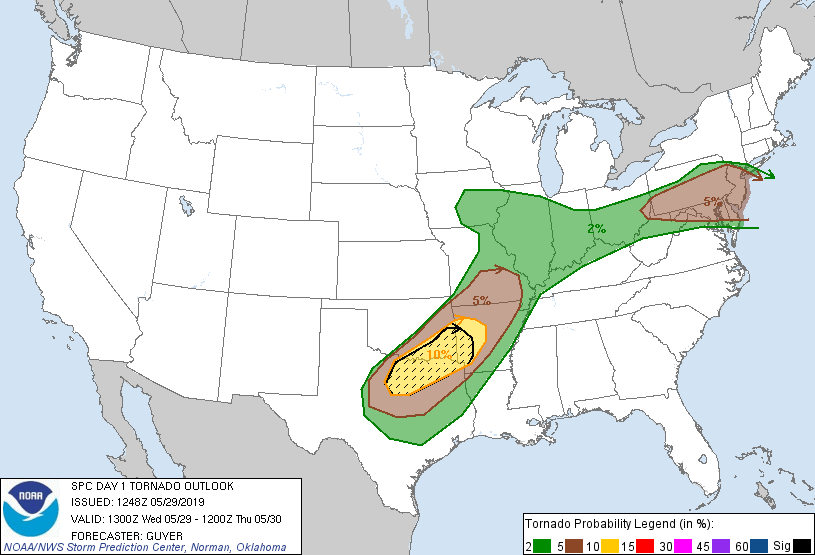 5%
2%
5%
10%
NOAA
SPC DAY 1 TORNADO OUTLOOK
ISSUED: 1248Z 05/29/2019
VALID: 1300Z Wed 05/29 - 1200Z Thu 05/30
FORECASTER: GUYER
NOAA/NWS Storm Prediction Center, Norman, Oklahoma
Tornado Probability Legend (in %):
2 5 10 15 30 45 60 Sig